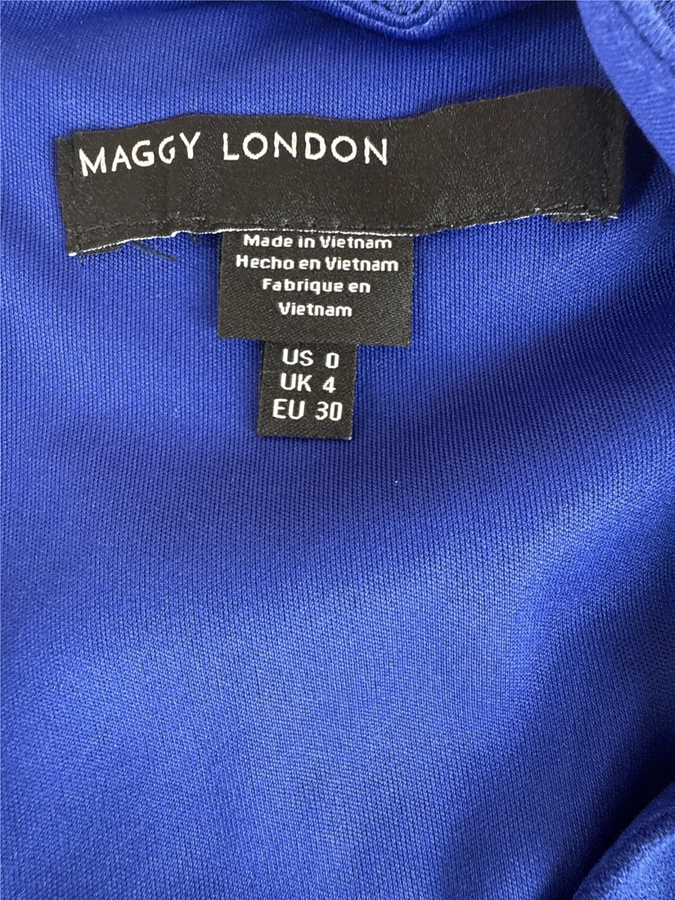 MAGGY LONDON
Made in Vietnam
Hecho en Vietnam
Fabrique en
Vietnam
US 0
UK 4
EU 30